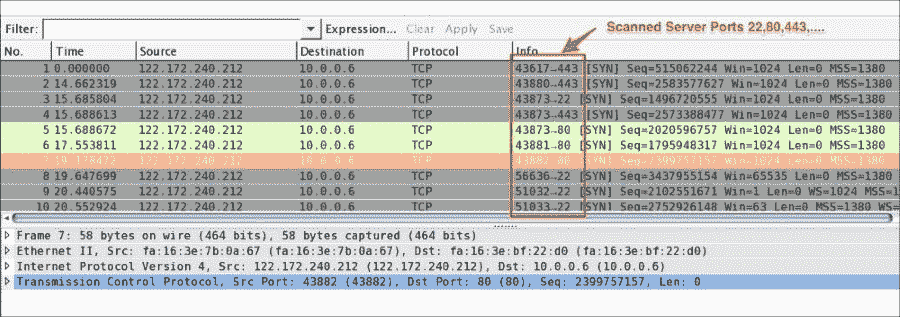 Filter: Expression... Clear Apply Save Scanned Server Ports 22,80,443,....
No. Time Source Destination Protocol Info
1 0.000000 122.172.240.212 10.0.0.6 TCP 43617→443 [SYN] Seq=515062244 Win=1024 Len=0 MSS=1380
2 14.662319 122.172.240.212 10.0.0.6 TCP 43880→443 [SYN] Seq=2583577627 Win=1024 Len=0 MSS=1380
3 15.685804 122.172.240.212 10.0.0.6 TCP 43873→22 [SYN] Seq=1496720555 Win=1024 Len=0 MSS=1380
4 15.688613 122.172.240.212 10.0.0.6 TCP 43873→443 [SYN] Seq=2573388477 Win=1024 Len=0 MSS=1380
5 15.688672 122.172.240.212 10.0.0.6 TCP 43873→80 [SYN] Seq=2020596757 Win=1024 Len=0 MSS=1380
6 17.553811 122.172.240.212 10.0.0.6 TCP 43881→80 [SYN] Seq=1795948317 Win=1024 Len=0 MSS=1380
7 19.178472 122.172.240.212 10.0.0.6 TCP 43882→80 [SYN] Seq=2399757157 Win=1024 Len=0 MSS=1380
8 19.647699 122.172.240.212 10.0.0.6 TCP 56636→22 [SYN] Seq=3437955154 Win=65535 Len=0 MSS=1380
9 20.440575 122.172.240.212 10.0.0.6 TCP 51032→22 [SYN] Seq=2102551671 Win=1 Len=0 WS=1024 MSS=1
10 20.552924 122.172.240.212 10.0.0.6 TCP 51033→22 [SYN] Seq=2752926148 Win=63 Len=0 MSS=1380 WS=
Frame 7: 58 bytes on wire (464 bits), 58 bytes captured (464 bits)
Ethernet II, Src: fa:16:3e:7b:0a:67 (fa:16:3e:7b:0a:67), Dst: fa:16:3e:bf:22:d0 (fa:16:3e:bf:22:d0)
Internet Protocol Version 4, Src: 122.172.240.212 (122.172.240.212), Dst: 10.0.0.6 (10.0.0.6)
Transmission Control Protocol, Src Port: 43882 (43882), Dst Port: 80 (80), Seq: 2399757157, Len: 0